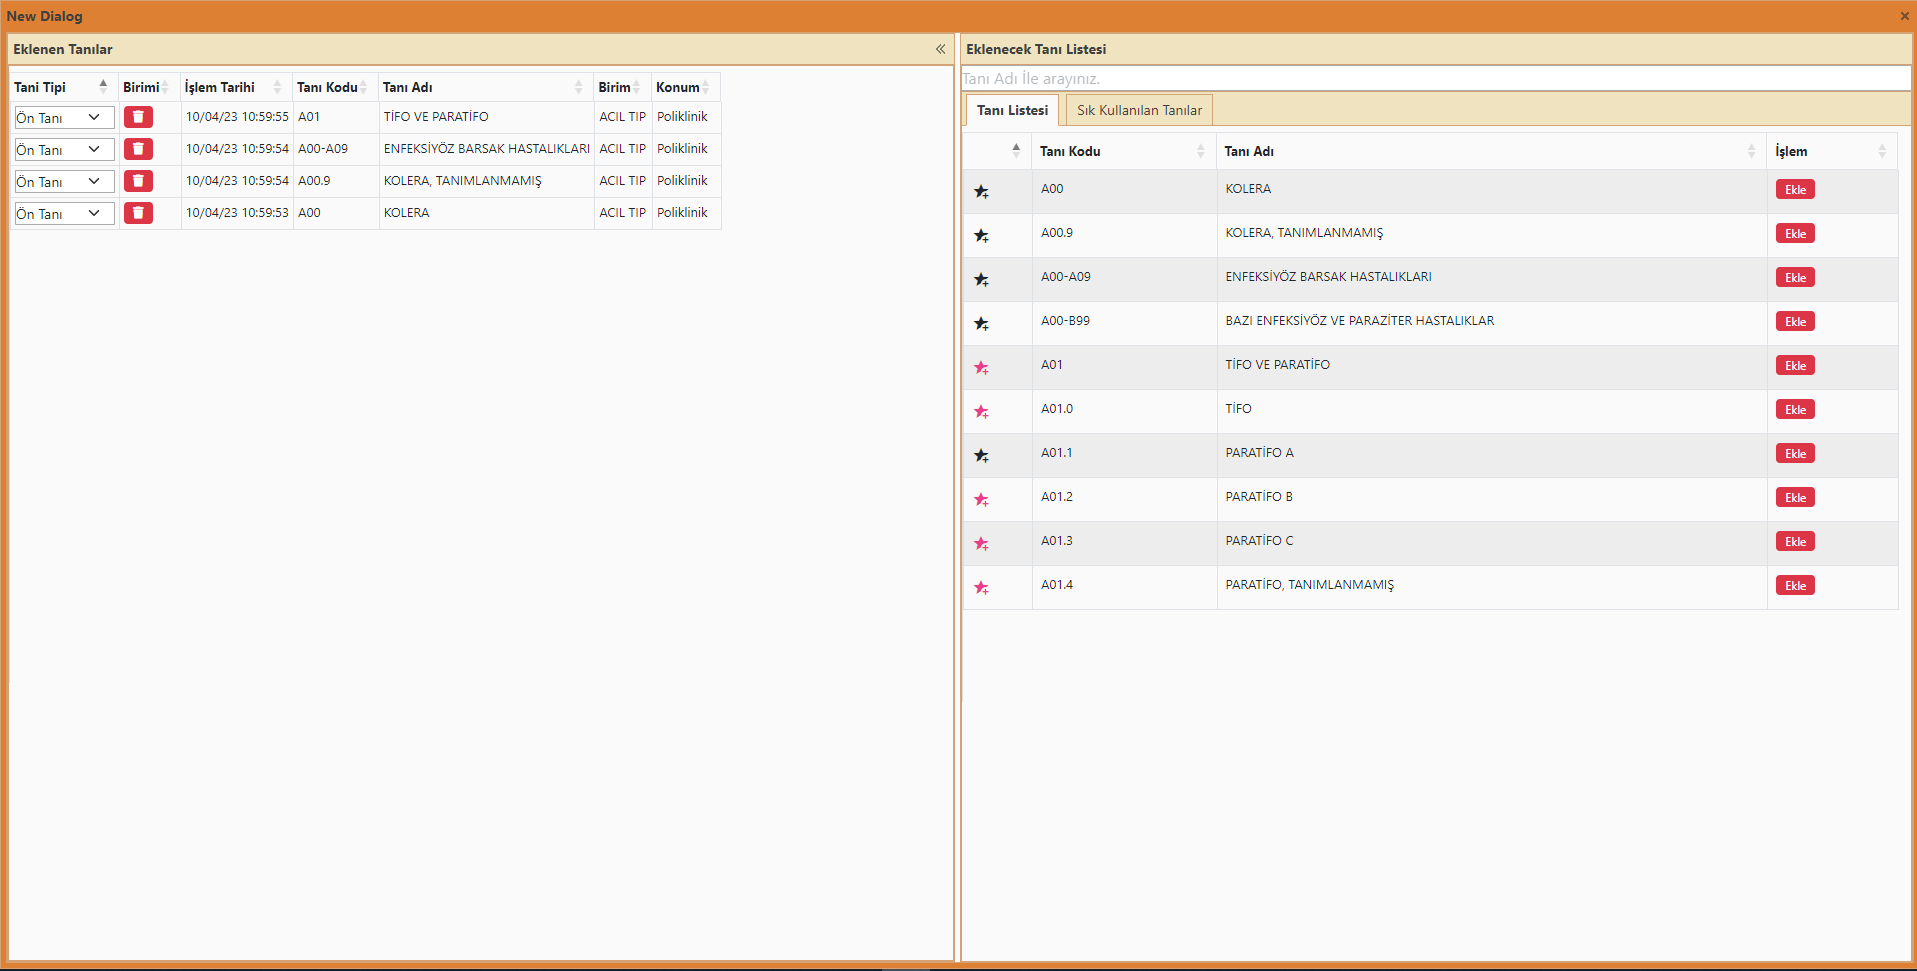 New Dialog
Eklenen Tanılar
Tani Tipi Birimi İşlem Tarihi Tanı Kodu Tanı Adı Birim Konum
Ön Tanı 10/04/23 10:59:55 A01 TİFO VE PARATİFO ACIL TIP Poliklinik
Ön Tanı 10/04/23 10:59:54 A00-A09 ENFEKSİYÖZ BARSAK HASTALIKLARI ACIL TIP Poliklinik
Ön Tanı 10/04/23 10:59:54 A00.9 KOLERA, TANIMLANMAMIŞ ACIL TIP Poliklinik
Ön Tanı 10/04/23 10:59:53 A00 KOLERA ACIL TIP Poliklinik
Eklenecek Tanı Listesi
Tanı Adı İle arayınız.
Tanı Listesi Sık Kullanılan Tanılar
Tanı Kodu Tanı Adı İşlem
A00 KOLERA Ekle
A00.9 KOLERA, TANIMLANMAMIŞ Ekle
A00-A09 ENFEKSİYÖZ BARSAK HASTALIKLARI Ekle
A00-B99 BAZI ENFEKSİYÖZ VE PARAZİTER HASTALIKLAR Ekle
A01 TİFO VE PARATİFO Ekle
A01.0 TİFO Ekle
A01.1 PARATİFO A Ekle
A01.2 PARATİFO B Ekle
A01.3 PARATİFO C Ekle
A01.4 PARATİFO, TANIMLANMAMIŞ Ekle